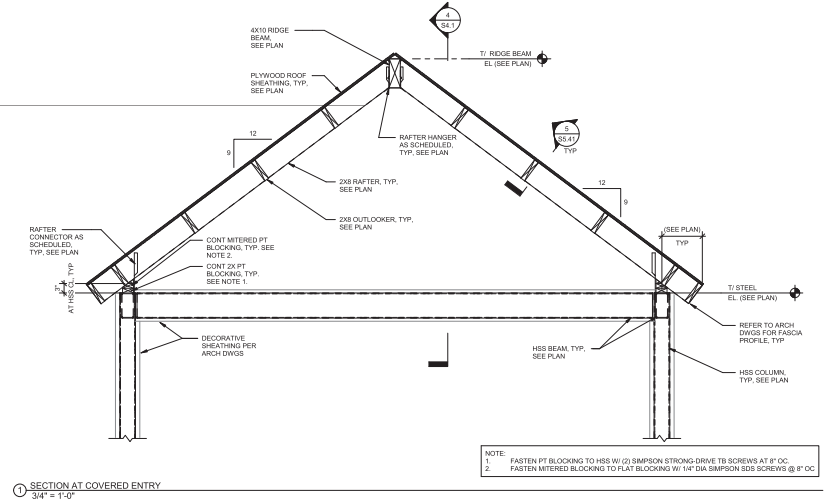 4
S4.1
4X10 RIDGE
BEAM,
SEE PLAN
T/ RIDGE BEAM
EL (SEE PLAN)
PLYWOOD ROOF
SHEATHING, TYP,
SEE PLAN
12
9
RAFTER HANGER
AS SCHEDULED,
TYP, SEE PLAN
5
S5.41
TYP
2X8 RAFTER, TYP,
SEE PLAN
12
9
2X8 OUTLOOKER, TYP,
SEE PLAN
RAFTER
CONNECTOR AS
SCHEDULED,
TYP, SEE PLAN
CONT MITERED PT
BLOCKING, TYP. SEE
NOTE 2.
CONT 2X PT
BLOCKING, TYP.
SEE NOTE 1.
(SEE PLAN)
TYP
3"
AT HSS CL, TYP
T/ STEEL
EL. (SEE PLAN)
DECORATIVE
SHEATHING PER
ARCH DWGS
HSS BEAM, TYP,
SEE PLAN
REFER TO ARCH
DWGS FOR FASCIA
PROFILE, TYP
HSS COLUMN,
TYP, SEE PLAN
NOTE:
1. FASTEN PT BLOCKING TO HSS W/ (2) SIMPSON STRONG-DRIVE TB SCREWS AT 8" OC.
2. FASTEN MITERED BLOCKING TO FLAT BLOCKING W/ 1/4" DIA SIMPSON SDS SCREWS @ 8" OC
1 SECTION AT COVERED ENTRY
3/4" = 1'-0"